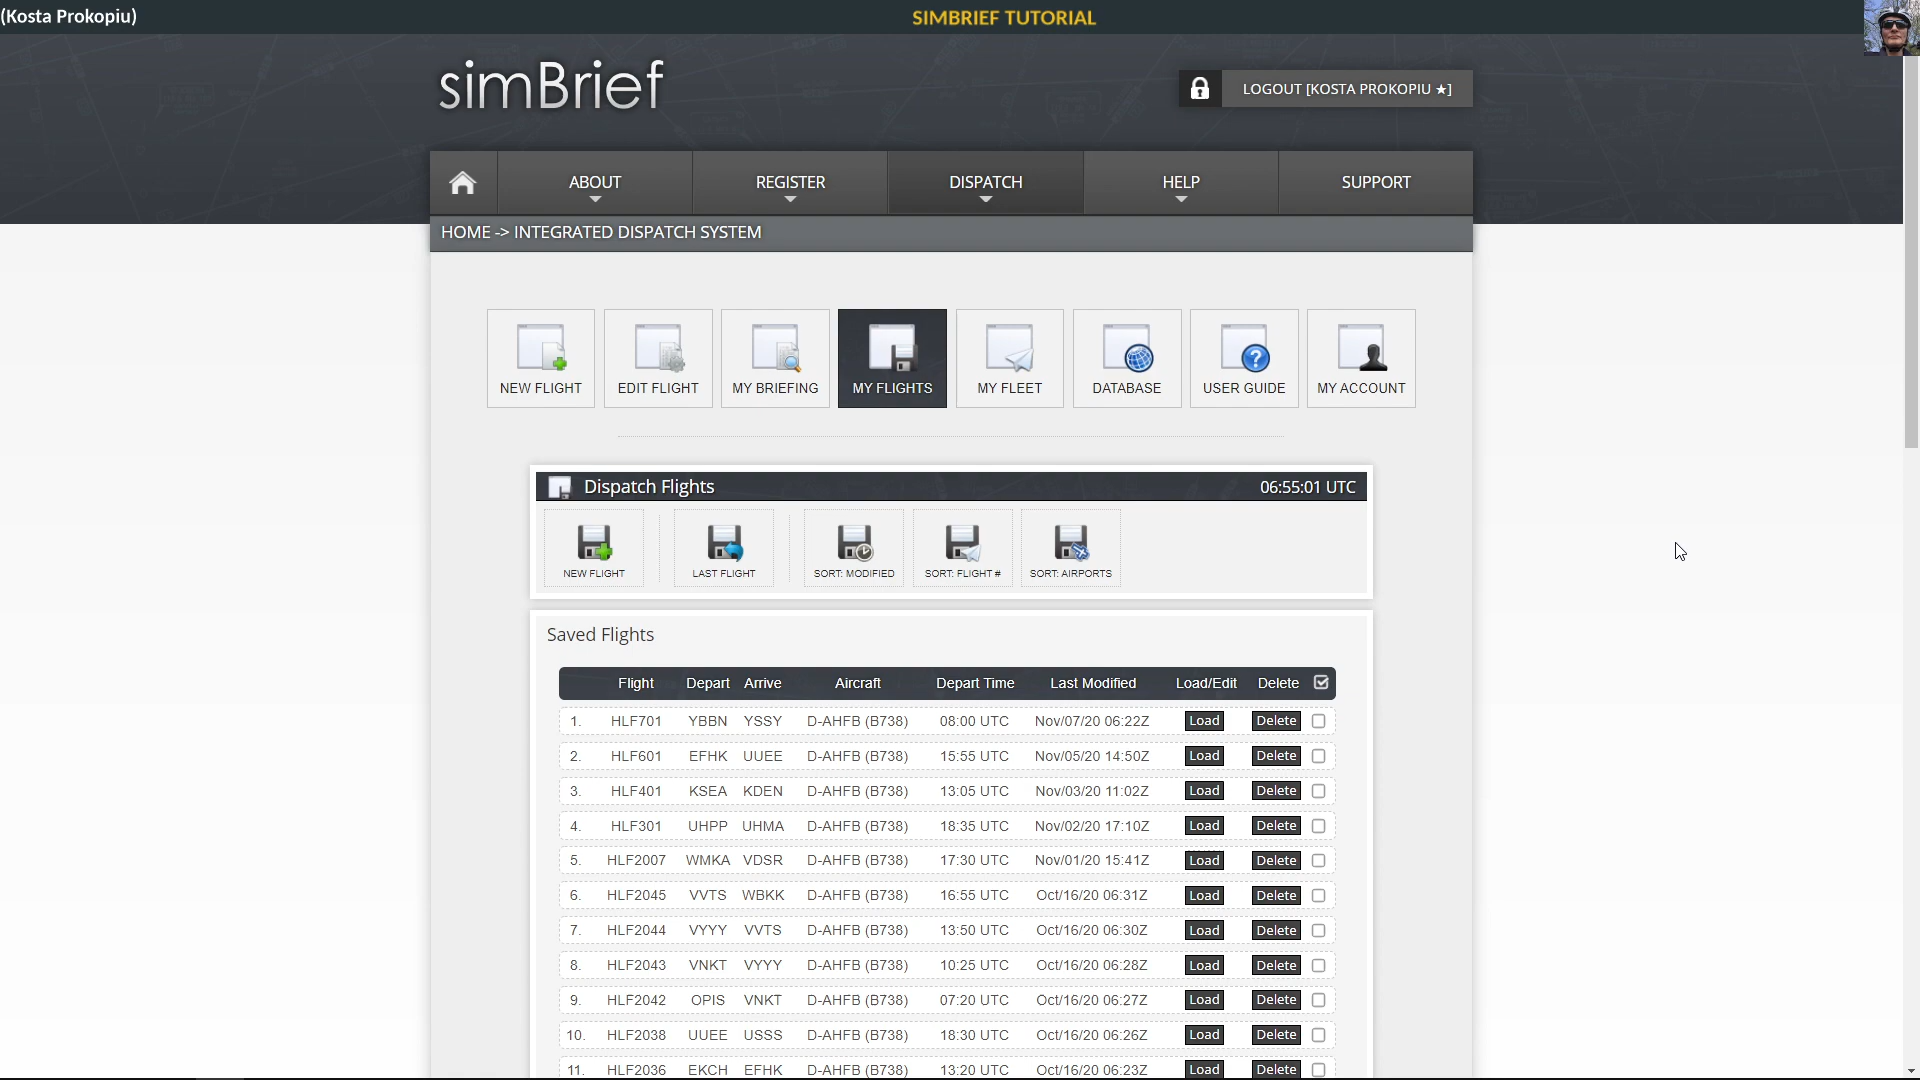 (Kosta Prokopiu)
SIMBRIEF TUTORIAL
simBrief
LOGOUT [KOSTA PROKOPIU ★]
ABOUT REGISTER DISPATCH HELP SUPPORT
HOME -> INTEGRATED DISPATCH SYSTEM
NEW FLIGHT EDIT FLIGHT MY BRIEFING MY FLIGHTS MY FLEET DATABASE USER GUIDE MY ACCOUNT
Dispatch Flights 06:55:01 UTC
NEW FLIGHT LAST FLIGHT SORT: MODIFIED SORT: FLIGHT # SORT: AIRPORTS
Saved Flights
Flight Depart Arrive Aircraft Depart Time Last Modified Load/Edit Delete
1. HLF701 YBBN YSSY D-AHFB (B738) 08:00 UTC Nov/07/20 06:22Z Load Delete
2. HLF601 EFHK UUEE D-AHFB (B738) 15:55 UTC Nov/05/20 14:50Z Load Delete
3. HLF401 KSEA KDEN D-AHFB (B738) 13:05 UTC Nov/03/20 11:02Z Load Delete
4. HLF301 UHPP UHMA D-AHFB (B738) 18:35 UTC Nov/02/20 17:10Z Load Delete
5. HLF2007 WMKA VDSR D-AHFB (B738) 17:30 UTC Nov/01/20 15:41Z Load Delete
6. HLF2045 VVTS WBKK D-AHFB (B738) 16:55 UTC Oct/16/20 06:31Z Load Delete
7. HLF2044 VYYY VVTS D-AHFB (B738) 13:50 UTC Oct/16/20 06:30Z Load Delete
8. HLF2043 VNKT VYYY D-AHFB (B738) 10:25 UTC Oct/16/20 06:28Z Load Delete
9. HLF2042 OPIS VNKT D-AHFB (B738) 07:20 UTC Oct/16/20 06:27Z Load Delete
10. HLF2038 UUEE USSS D-AHFB (B738) 18:30 UTC Oct/16/20 06:26Z Load Delete
11. HLF2036 EKCH EFHK D-AHFB (B738) 13:20 UTC Oct/16/20 06:23Z Load Delete